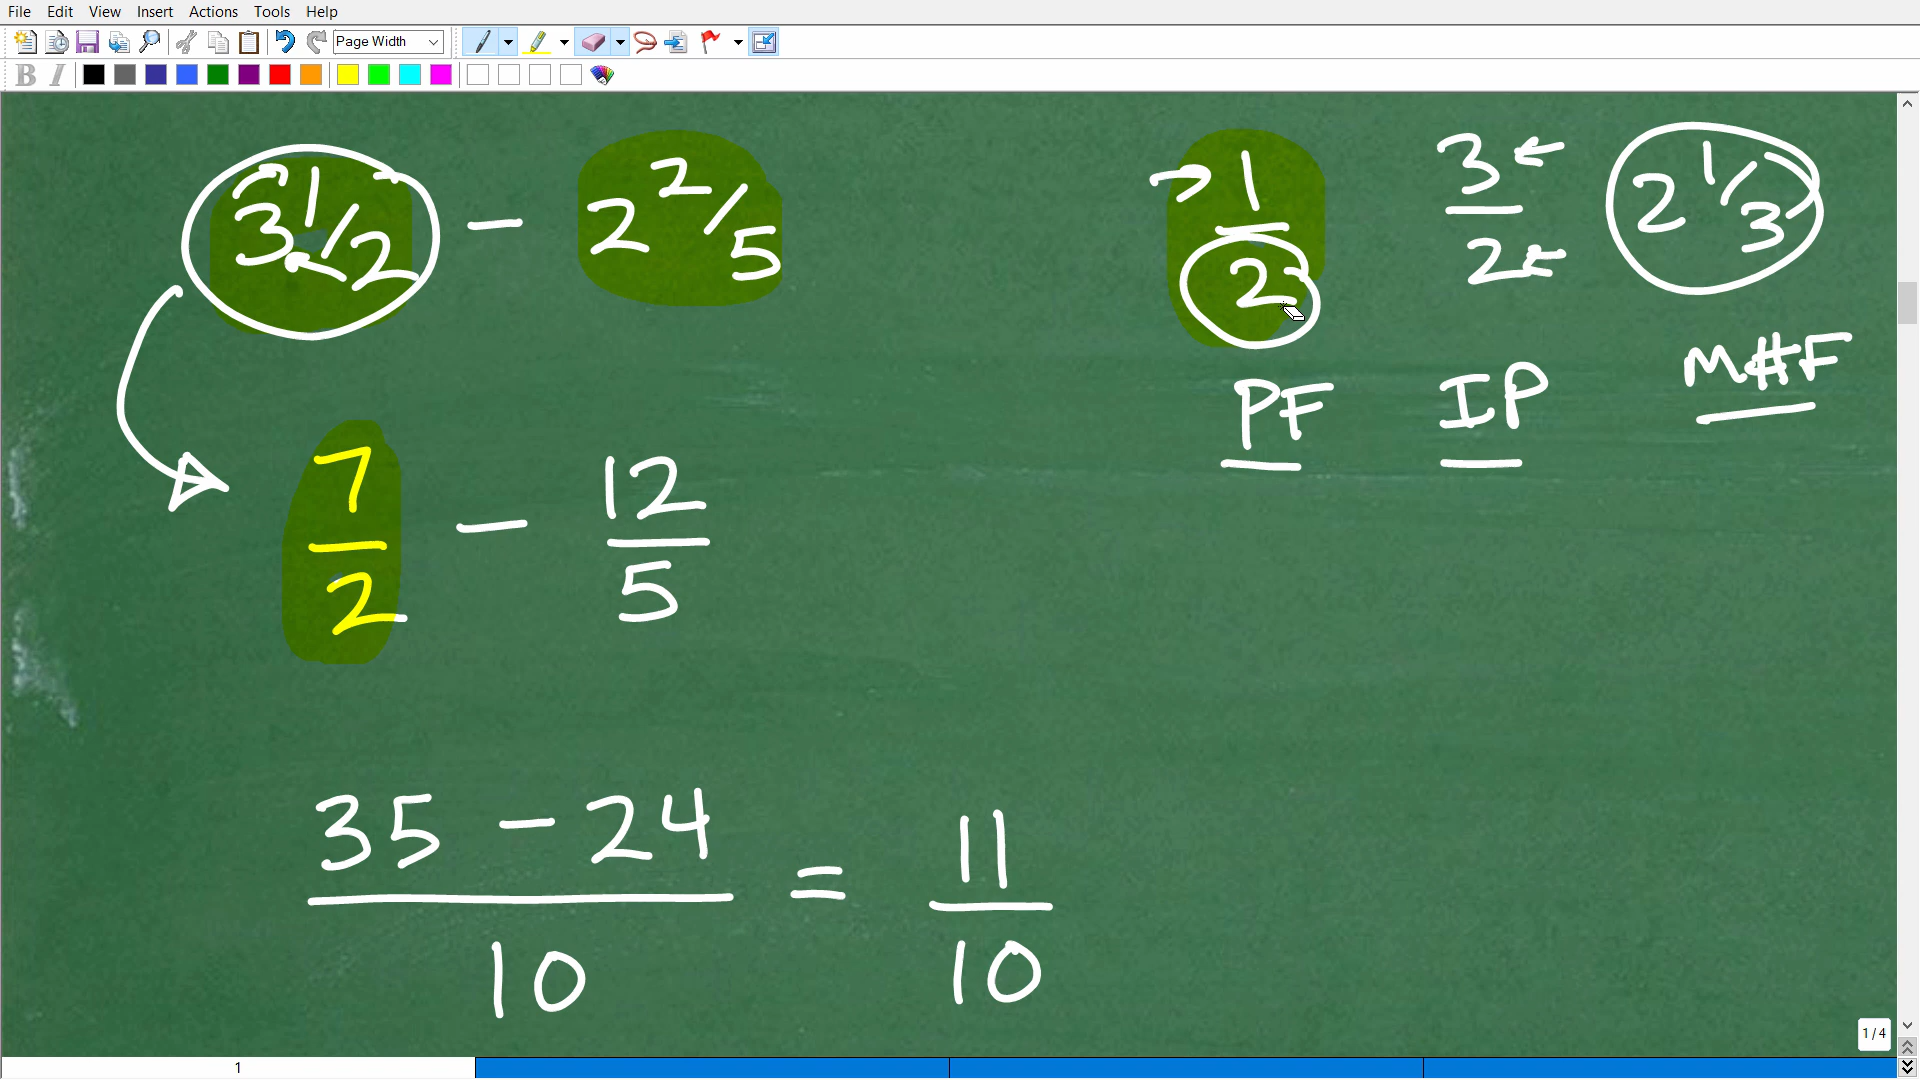 File Edit View Insert Actions Tools Help
Page Width
B I
3 1/2 − 2 2/5
1/2
3/2
2 1/3
PF IP M#F
7/2 − 12/5
35 − 24
10
=
11
10
1 / 4
1